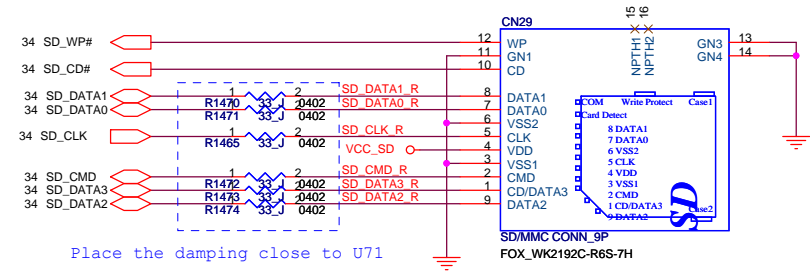 CN29
15
16
34 SD_WP#
12
WP
NPTH1
NPTH2
GN3
13
11
GN1
GN4
14
34 SD_CD#
10
CD
34 SD_DATA1
1
2
SD_DATA1_R
8
DATA1
COM
Write Protect
Case1
R1470
33_J
0402
34 SD_DATA0
1
2
SD_DATA0_R
7
DATA0
R1471
33_J
0402
Card Detect
6
VSS2
8 DATA1
34 SD_CLK
1
2
SD_CLK_R
5
CLK
7 DATA0
R1465
33_J
0402
6 VSS2
VCC_SD
4
VDD
5 CLK
4 VDD
3
VSS1
3 VSS1
34 SD_CMD
1
2
SD_CMD_R
2
CMD
2 CMD
R1472
33_J
0402
34 SD_DATA3
1
2
SD_DATA3_R
1
CD/DATA3
1 CD/DATA3
R1473
33_J
0402
34 SD_DATA2
1
2
SD_DATA2_R
9
DATA2
9 DATA2
Case2
SD
R1474
33_J
0402
SD/MMC CONN_9P
Place the damping close to U71
FOX_WK2192C-R6S-7H